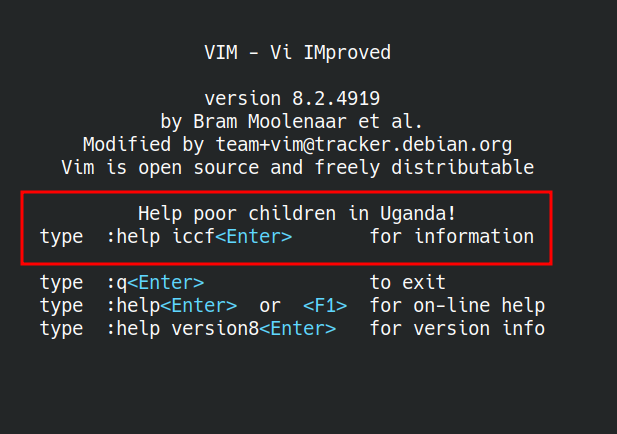 VIM - Vi IMproved
version 8.2.4919
by Bram Moolenaar et al.
Modified by team+vim@tracker.debian.org
Vim is open source and freely distributable
Help poor children in Uganda!
type  :help iccf<Enter>       for information
type  :q<Enter>               to exit
type  :help<Enter>  or  <F1>  for on-line help
type  :help version8<Enter>   for version info